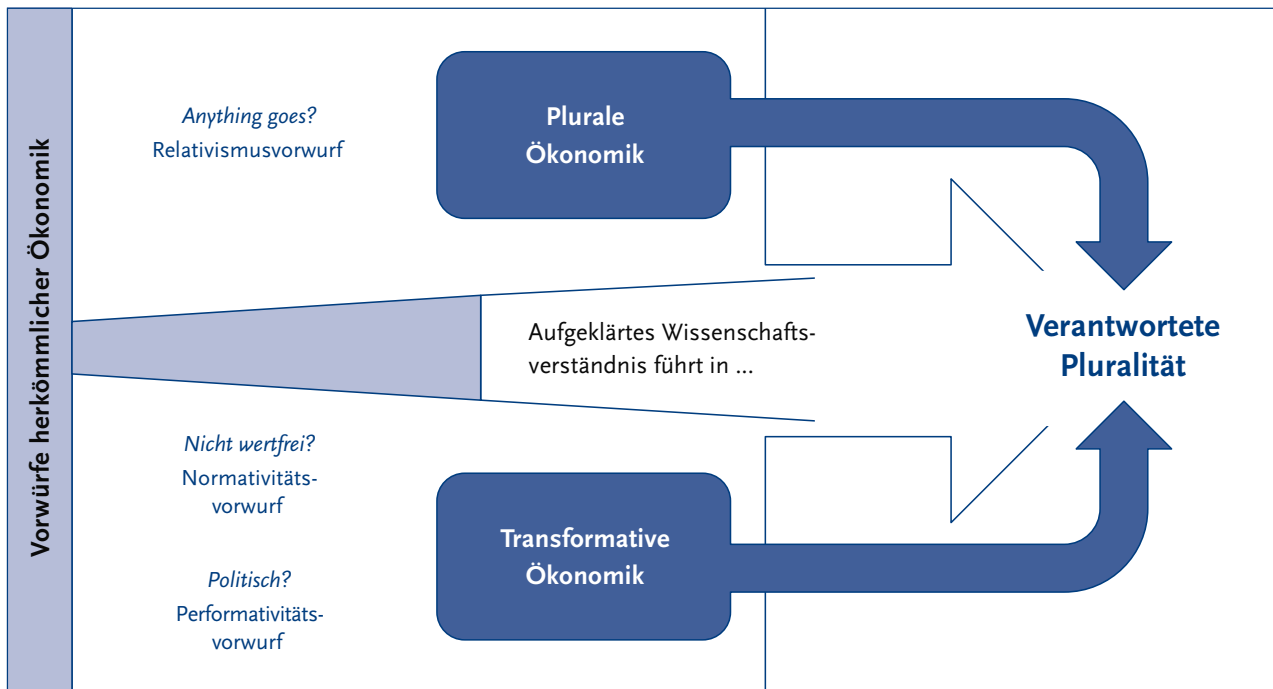 Vorwürfe herkömmlicher Ökonomik
Anything goes?
Relativismusvorwurf
Plurale
Ökonomik
Aufgeklärtes Wissenschafts-
verständnis führt in ...
Verantwortete
Pluralität
Nicht wertfrei?
Normativitäts-
vorwurf
Politisch?
Performativitäts-
vorwurf
Transformative
Ökonomik